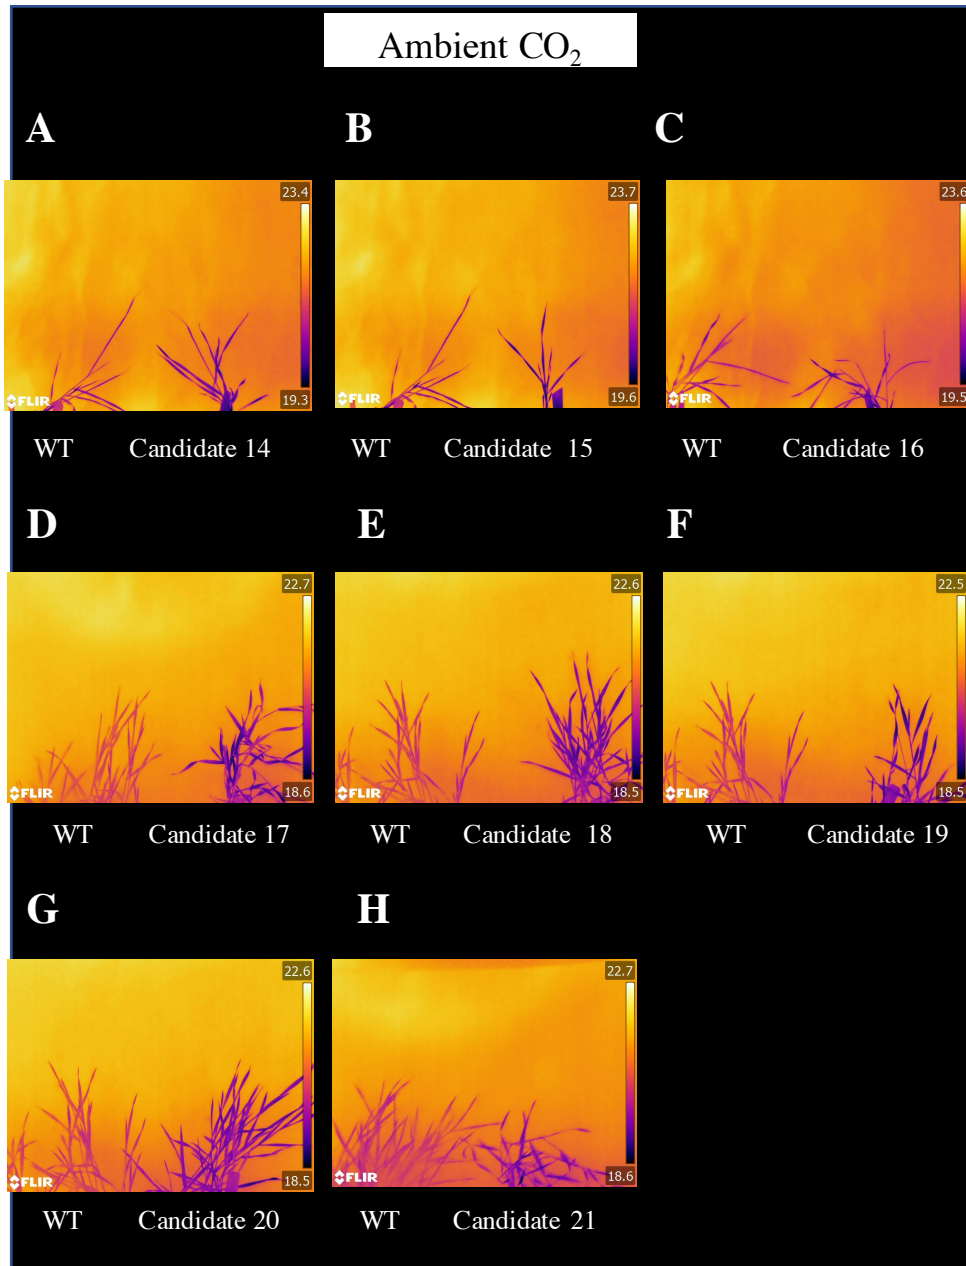 Ambient CO₂
A B C
23.4 23.7 23.6
19.3 19.6 19.5
FLIR FLIR FLIR
WT Candidate 14 WT Candidate 15 WT Candidate 16
D E F
22.7 22.6 22.5
18.6 18.5 18.5
FLIR FLIR FLIR
WT Candidate 17 WT Candidate 18 WT Candidate 19
G H
22.6 22.7
18.5 18.6
FLIR FLIR
WT Candidate 20 WT Candidate 21